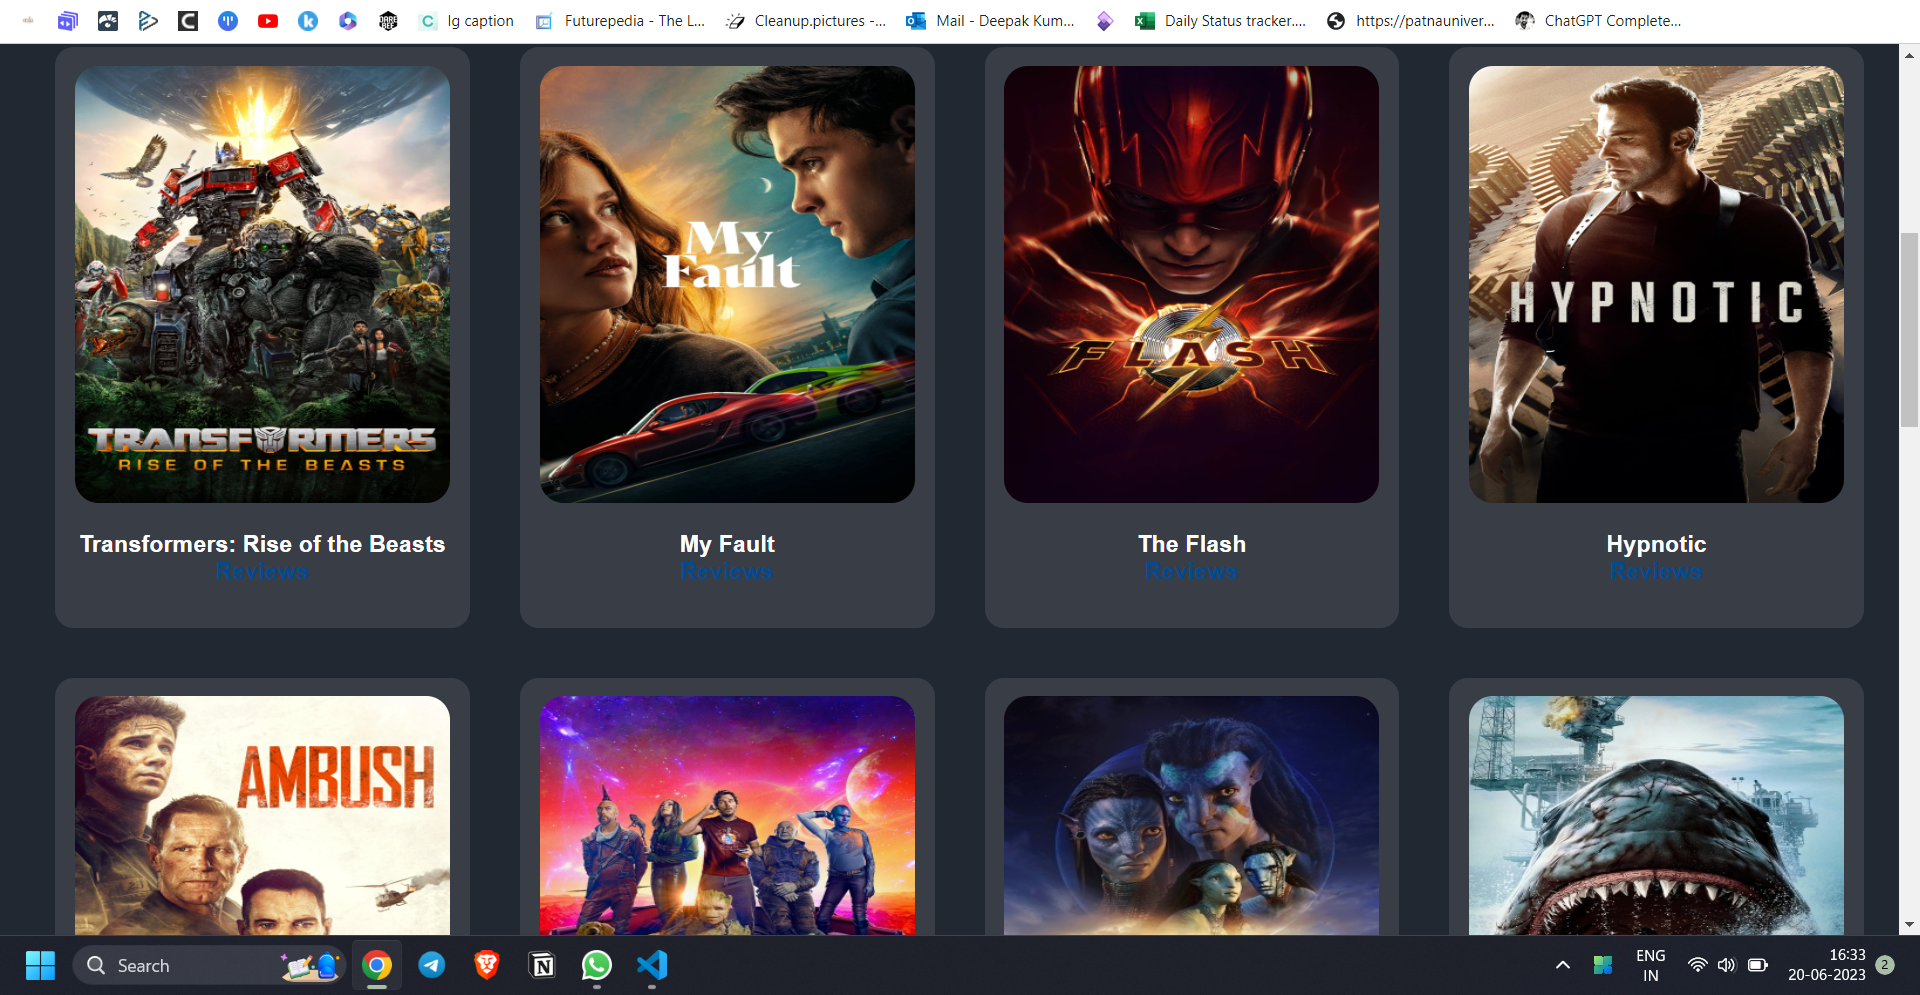 Ig caption
Futurepedia - The L...
Cleanup.pictures -...
Mail - Deepak Kum...
Daily Status tracker....
https://patnauniver...
ChatGPT Complete...
My
Fault
FLASH
HYPNOTIC
TRANSFORMERS
RISE OF THE BEASTS
Transformers: Rise of the Beasts
Reviews
My Fault
Reviews
The Flash
Reviews
Hypnotic
Reviews
AMBUSH
Search
ENG
IN
16:33
20-06-2023
2